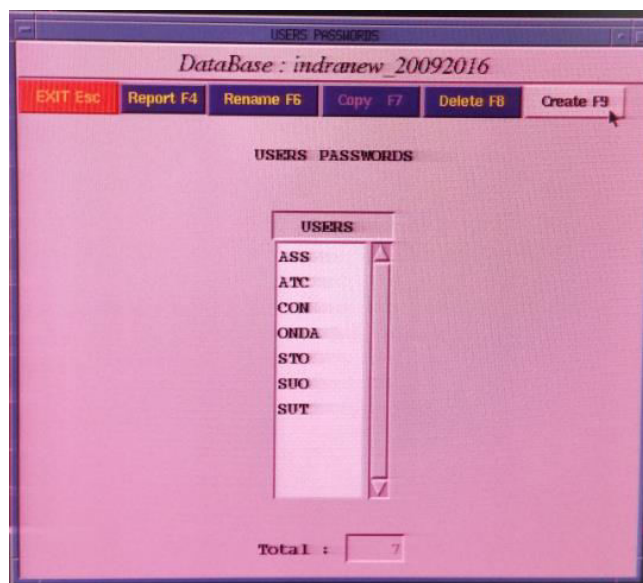 USERS PASSWORDS
DataBase : indranew_20092016
EXIT Esc Report F4 Rename F6 Copy F7 Delete F8 Create F9
USERS PASSWORDS
USERS
ASS
ATC
CON
ONDA
STO
SUO
SUT
Total : 7